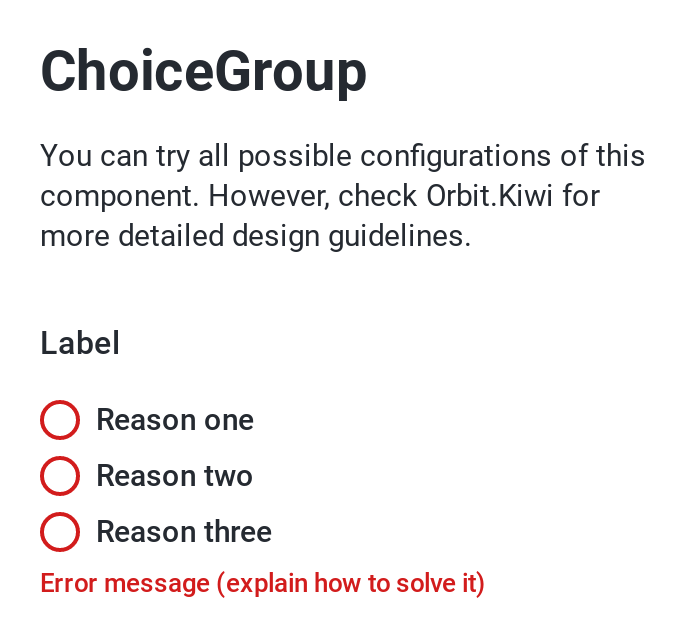 ChoiceGroup
You can try all possible configurations of this
component. However, check Orbit.Kiwi for
more detailed design guidelines.
Label
Reason one
Reason two
Reason three
Error message (explain how to solve it)